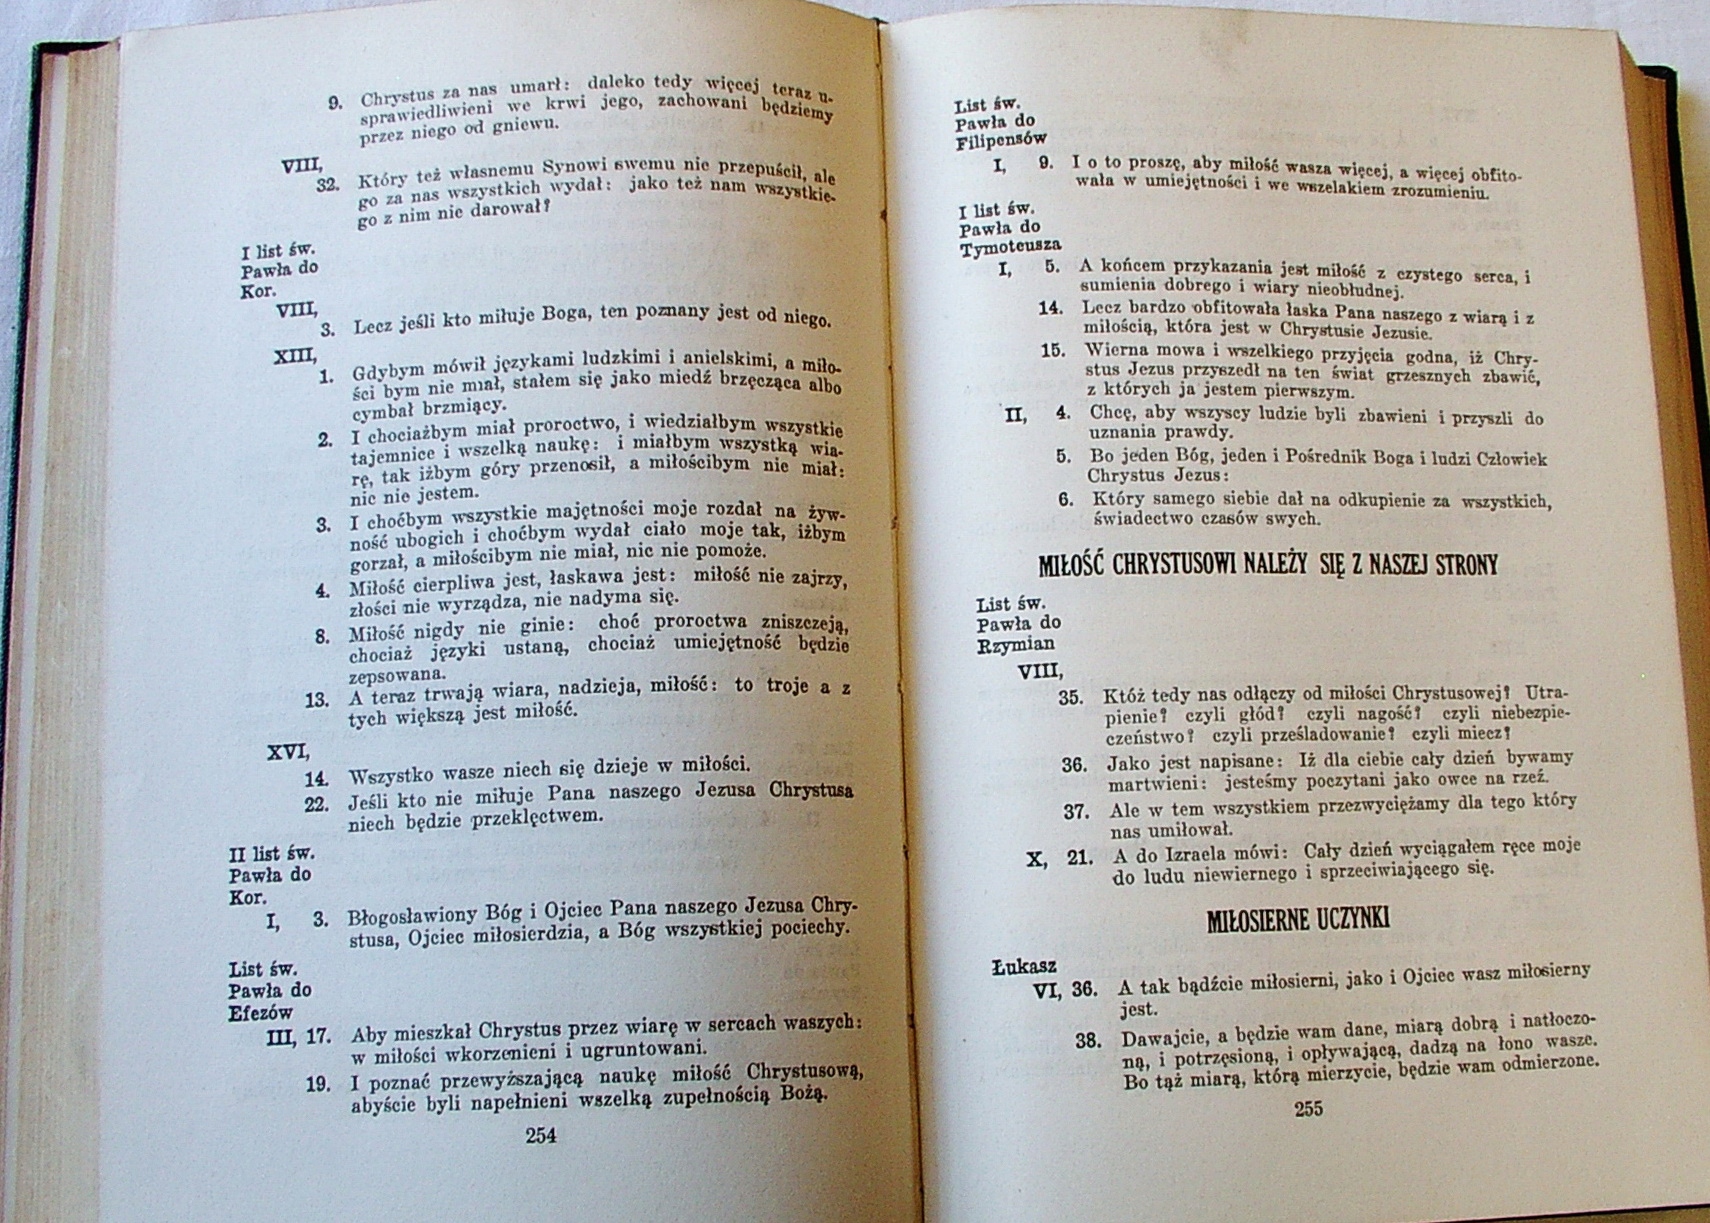 9. Chrystus za nas umarł: daleko tedy więcej teraz u-
sprawiedliwieni we krwi jego, zachowani będziemy
przez niego od gniewu.
VIII,
32. Który też własnemu Synowi swemu nie przepuścił, ale
go za nas wszystkich wydał: jako też nam wszystkie-
go z nim nie darował?
I list św.
Pawła do
Kor.
VIII,
3. Lecz jeśli kto miłuje Boga, ten poznany jest od niego.
XIII,
1. Gdybym mówił językami ludzkimi i anielskimi, a miło-
ści bym nie miał, stałem się jako miedź brzęcząca albo
cymbał brzmiący.
2. I chociażbym miał proroctwo, i wiedziałbym wszystkie
tajemnice i wszelką naukę: i miałbym wszystką wia-
rę, tak iżbym góry przenosił, a miłościbym nie miał:
nic nie jestem.
3. I choćbym wszystkie majętności moje rozdał na żyw-
ność ubogich i choćbym wydał ciało moje tak, iżbym
gorzał, a miłościbym nie miał, nic nie pomoże.
4. Miłość cierpliwa jest, łaskawa jest: miłość nie zajrzy,
złości nie wyrządza, nie nadyma się.
8. Miłość nigdy nie ginie: choć proroctwa zniszczeją,
chociaż języki ustaną, chociaż umiejętność będzie
zepsowana.
13. A teraz trwają wiara, nadzieja, miłość: to troje a z
tych większą jest miłość.
XVI,
14. Wszystko wasze niech się dzieje w miłości.
22. Jeśli kto nie miłuje Pana naszego Jezusa Chrystusa
niech będzie przeklęctwem.
II list św.
Pawła do
Kor.
I, 3. Błogosławiony Bóg i Ojciec Pana naszego Jezusa Chry-
stusa, Ojciec miłosierdzia, a Bóg wszystkiej pociechy.
List św.
Pawła do
Efezów
III, 17. Aby mieszkał Chrystus przez wiarę w sercach waszych:
w miłości wkorzenieni i ugruntowani.
19. I poznać przewyższającą naukę miłość Chrystusową,
abyście byli napełnieni wszelką zupełnością Bożą.
254
List św.
Pawła do
Filipensów
I, 9. I o to proszę, aby miłość wasza więcej, a więcej obfito-
wała w umiejętności i we wszelakiem zrozumieniu.
I list św.
Pawła do
Tymoteusza
I, 5. A końcem przykazania jest miłość z czystego serca, i
sumienia dobrego i wiary nieobłudnej.
14. Lecz bardzo obfitowała łaska Pana naszego z wiarą i z
miłością, która jest w Chrystusie Jezusie.
15. Wierna mowa i wszelkiego przyjęcia godna, iż Chry-
stus Jezus przyszedł na ten świat grzesznych zbawić,
z których ja jestem pierwszym.
II, 4. Chcę, aby wszyscy ludzie byli zbawieni i przyszli do
uznania prawdy.
5. Bo jeden Bóg, jeden i Pośrednik Boga i ludzi Człowiek
Chrystus Jezus:
6. Który samego siebie dał na odkupienie za wszystkich,
świadectwo czasów swych.
MIŁOŚĆ CHRYSTUSOWI NALEŻY SIĘ Z NASZEJ STRONY
List św.
Pawła do
Rzymian
VIII,
35. Któż tedy nas odłączy od miłości Chrystusowej? Utra-
pienie? czyli głód? czyli nagość? czyli niebezpie-
czeństwo? czyli prześladowanie? czyli miecz?
36. Jako jest napisane: Iż dla ciebie cały dzień bywamy
martwieni: jesteśmy poczytani jako owce na rzeź.
37. Ale w tem wszystkiem przezwyciężamy dla tego który
nas umiłował.
X, 21. A do Izraela mówi: Cały dzień wyciągałem ręce moje
do ludu niewiernego i sprzeciwiającego się.
MIŁOSIERNE UCZYNKI
Łukasz
VI, 36. A tak bądźcie miłosierni, jako i Ojciec wasz miłosierny
jest.
38. Dawajcie, a będzie wam dane, miarą dobrą i natłoczo-
ną, i potrzęsioną, i opływającą, dadzą na łono wasze.
Bo tąż miarą, którą mierzycie, będzie wam odmierzone.
255